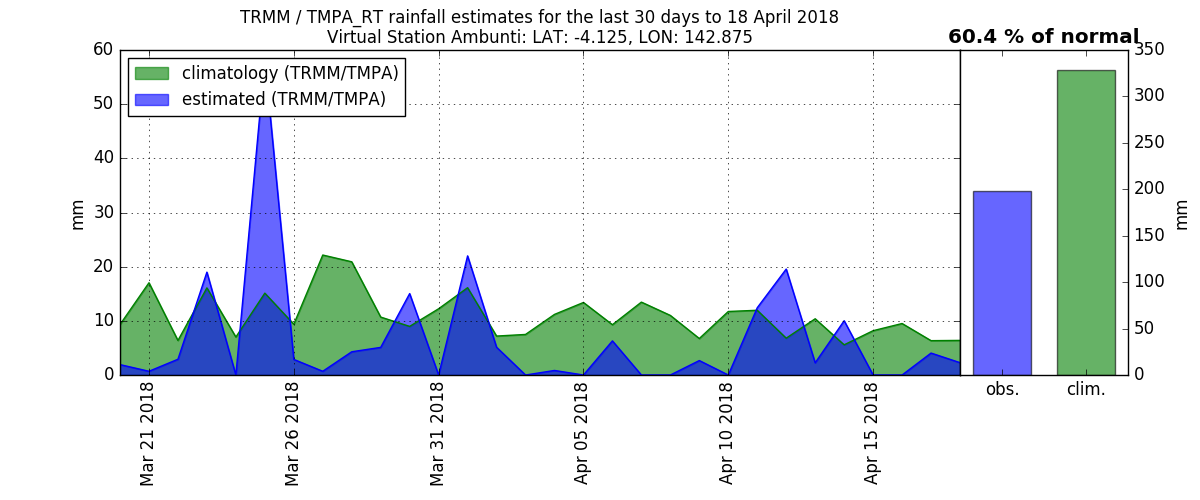 TRMM / TMPA_RT rainfall estimates for the last 30 days to 18 April 2018
Virtual Station Ambunti: LAT: -4.125, LON: 142.875
60.4 % of normal
climatology (TRMM/TMPA)
estimated (TRMM/TMPA)
60
50
40
30
20
10
0
mm
Mar 21 2018
Mar 26 2018
Mar 31 2018
Apr 05 2018
Apr 10 2018
Apr 15 2018
obs.
clim.
350
300
250
200
150
100
50
0
mm